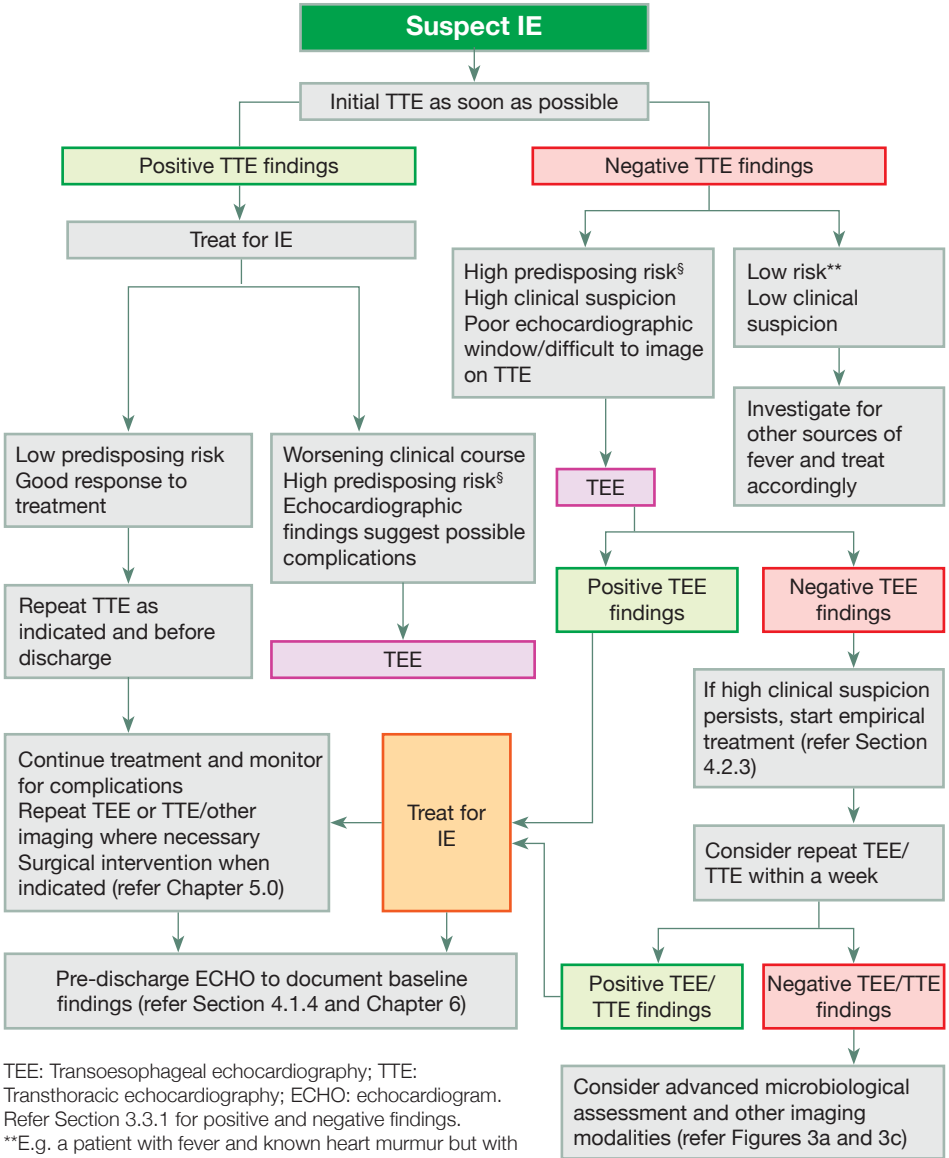 Suspect IE
Initial TTE as soon as possible
Positive TTE findings
Negative TTE findings
Treat for IE
High predisposing risk§
High clinical suspicion
Poor echocardiographic
window/difficult to image
on TTE
Low risk**
Low clinical
suspicion
Investigate for
other sources of
fever and treat
accordingly
Low predisposing risk
Good response to
treatment
Worsening clinical course
High predisposing risk§
Echocardiographic
findings suggest possible
complications
TEE
Positive TEE
findings
Negative TEE
findings
Repeat TTE as
indicated and before
discharge
TEE
If high clinical suspicion
persists, start empirical
treatment (refer Section
4.2.3)
Continue treatment and monitor
for complications
Repeat TEE or TTE/other
imaging where necessary
Surgical intervention when
indicated (refer Chapter 5.0)
Treat for
IE
Consider repeat TEE/
TTE within a week
Pre-discharge ECHO to document baseline
findings (refer Section 4.1.4 and Chapter 6)
Positive TEE/
TTE findings
Negative TEE/TTE
findings
Consider advanced microbiological
assessment and other imaging
modalities (refer Figures 3a and 3c)
TEE: Transoesophageal echocardiography; TTE:
Transthoracic echocardiography; ECHO: echocardiogram.
Refer Section 3.3.1 for positive and negative findings.
**E.g. a patient with fever and known heart murmur but with